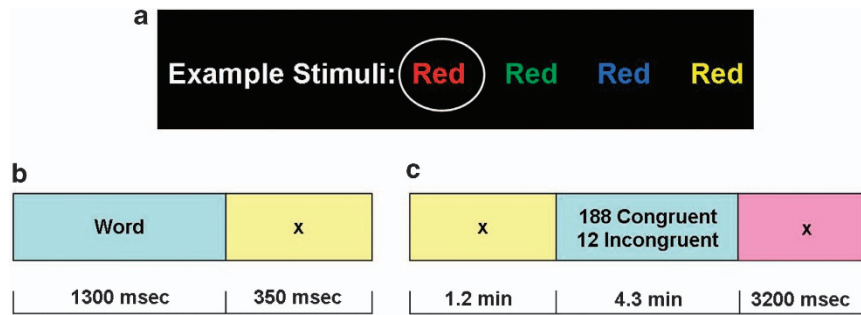 a
Example Stimuli: Red Red Red Red
b
Word x
1300 msec 350 msec
c
x 188 Congruent
12 Incongruent x
1.2 min 4.3 min 3200 msec